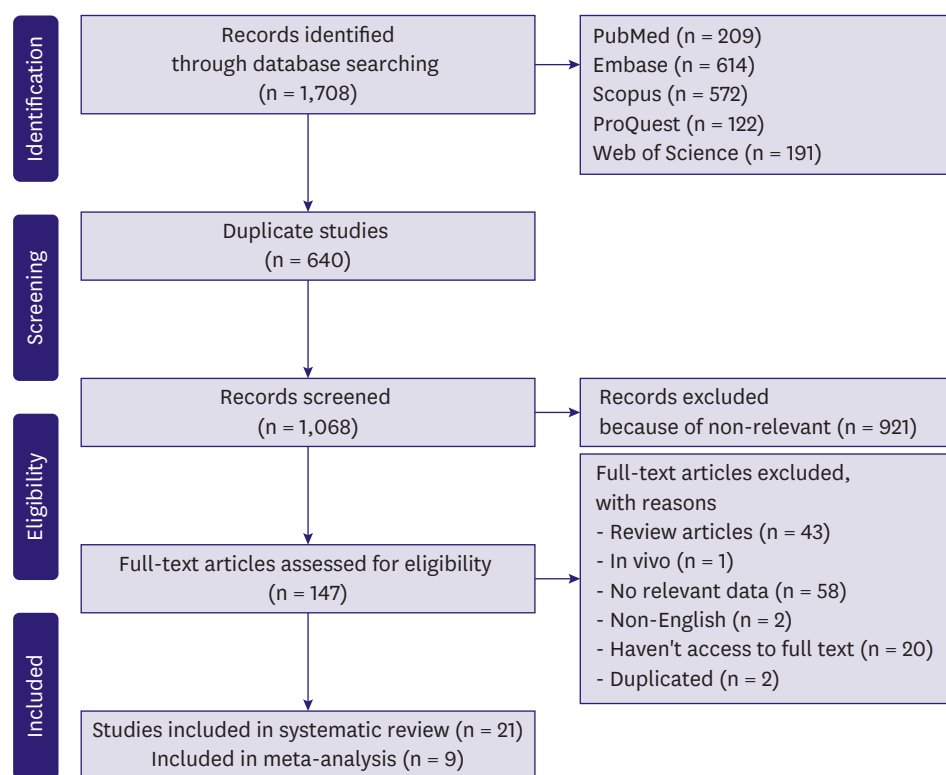 Identification
Records identified
through database searching
(n = 1,708)
PubMed (n = 209)
Embase (n = 614)
Scopus (n = 572)
ProQuest (n = 122)
Web of Science (n = 191)
Screening
Duplicate studies
(n = 640)
Records screened
(n = 1,068)
Records excluded
because of non-relevant (n = 921)
Eligibility
Full-text articles assessed for eligibility
(n = 147)
Full-text articles excluded,
with reasons
- Review articles (n = 43)
- In vivo (n = 1)
- No relevant data (n = 58)
- Non-English (n = 2)
- Haven't access to full text (n = 20)
- Duplicated (n = 2)
Included
Studies included in systematic review (n = 21)
Included in meta-analysis (n = 9)